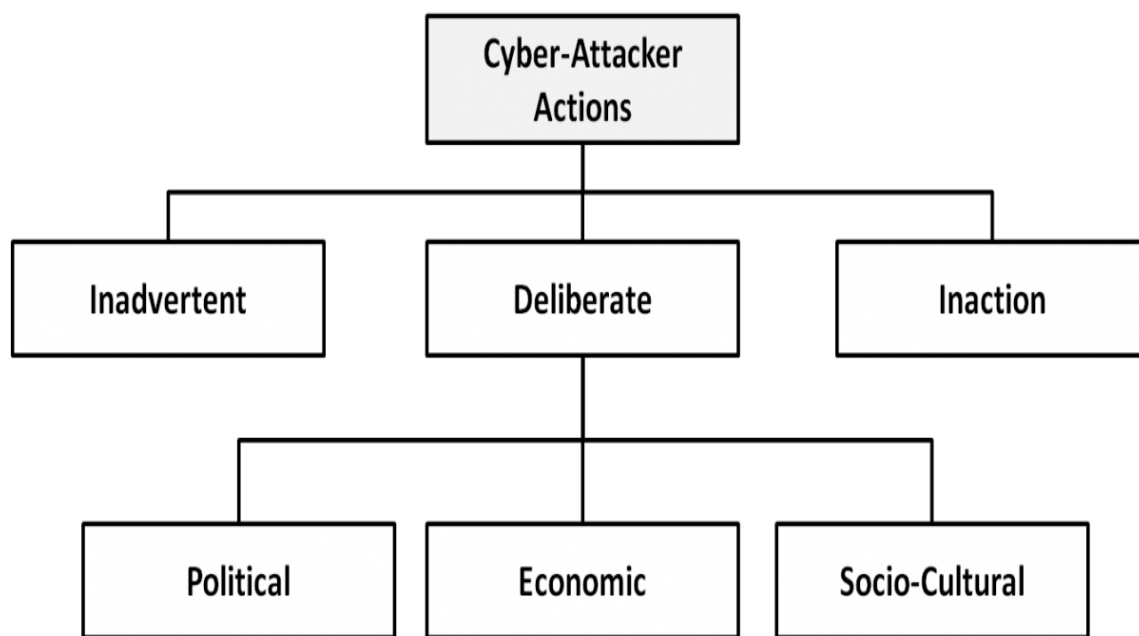 Cyber-Attacker
Actions
Inadvertent
Deliberate
Inaction
Political
Economic
Socio-Cultural